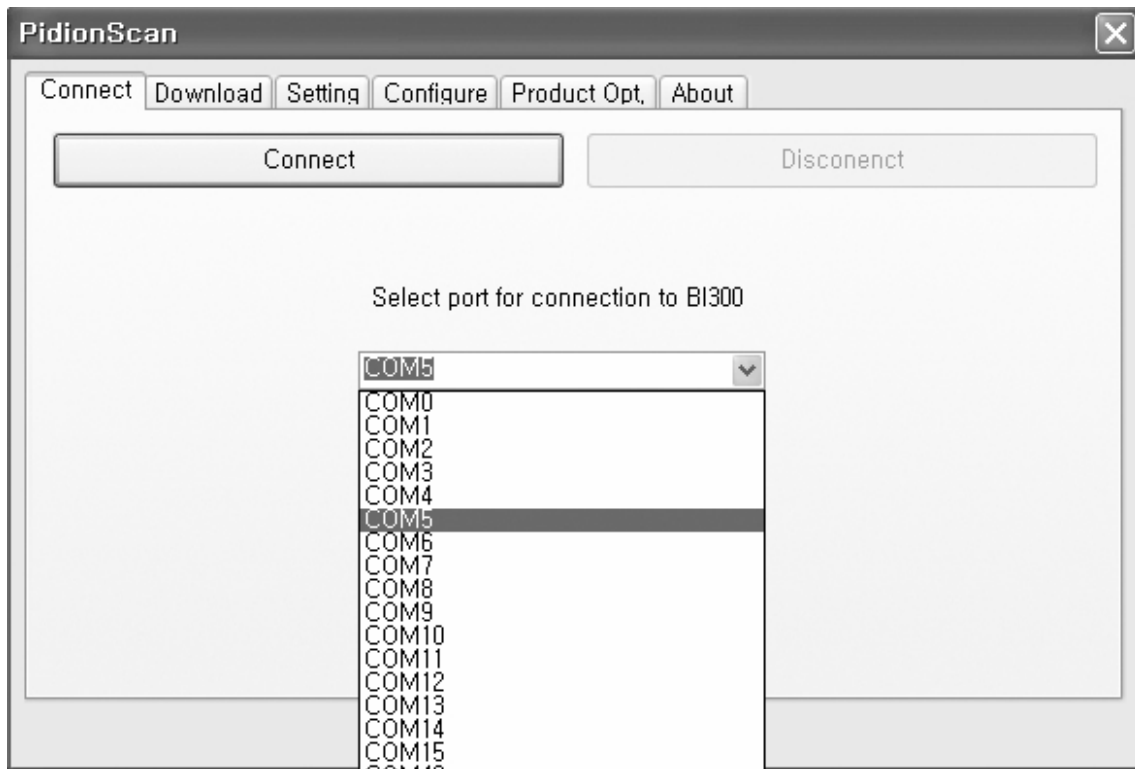 PidionScan
Connect Download Setting Configure Product Opt. About
Connect Disconenct
Select port for connection to BI300
COM5
COM0
COM1
COM2
COM3
COM4
COM5
COM6
COM7
COM8
COM9
COM10
COM11
COM12
COM13
COM14
COM15